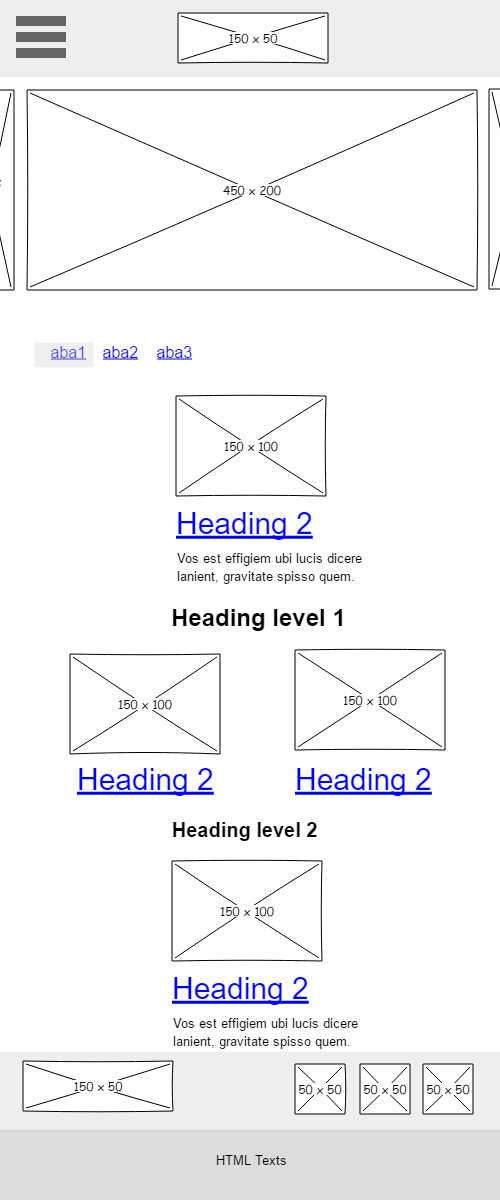 150 x 50
450 x 200
aba1 aba2 aba3
150 x 100
Heading 2
Vos est effigiem ubi lucis dicere
lanient, gravitate spisso quem.
Heading level 1
150 x 100 150 x 100
Heading 2 Heading 2
Heading level 2
150 x 100
Heading 2
Vos est effigiem ubi lucis dicere
lanient, gravitate spisso quem.
150 x 50 50 x 50 50 x 50 50 x 50
HTML Texts